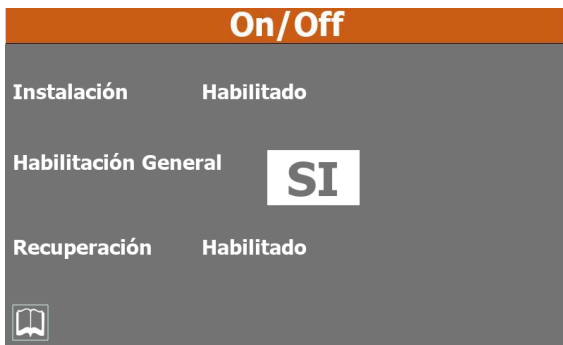 On/Off
Instalación Habilitado
Habilitación General SI
Recuperación Habilitado